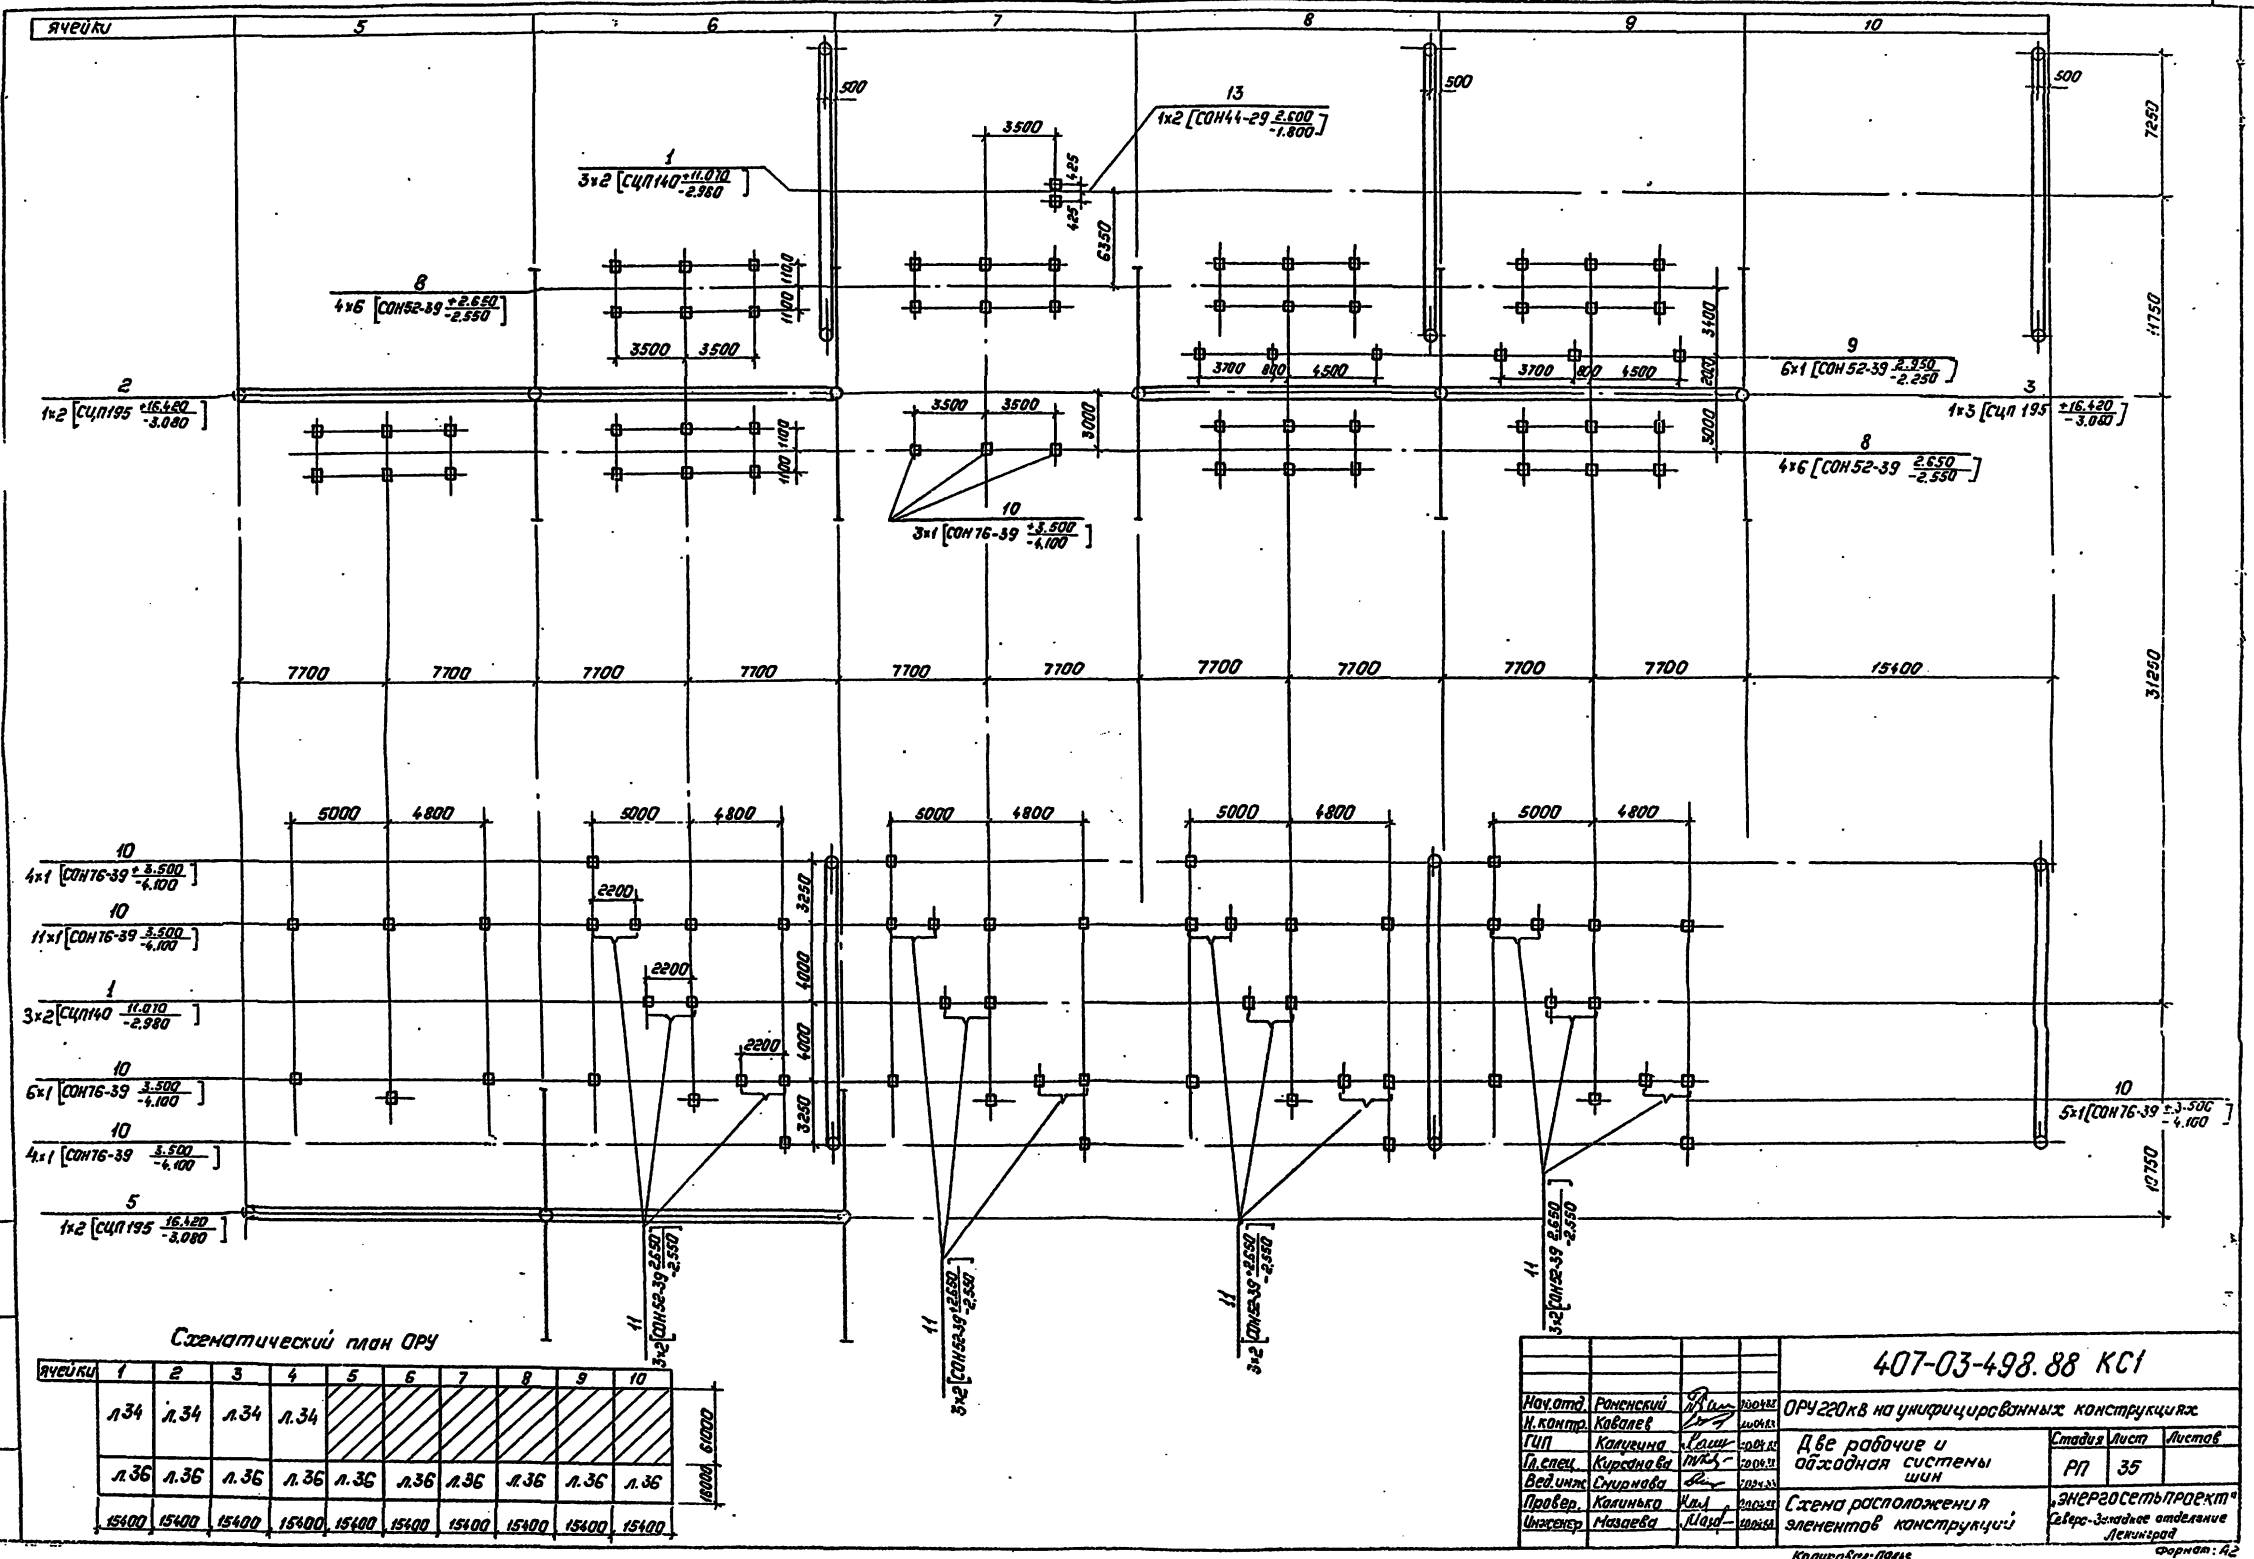 ячейки 5 6 7 8 9 10
500 500 500
7250
13
1х2 [СОН44-29 2.600
-1.800]
3500
1
3х2 [СЦП140 +11.070
-2.980]
425
425
6350
8
4х6 [СОН52-39 +2.650
-2.550]
1100 1100
3500 3500
3400
11750
9
6х1 [СОН52-39 2.950
-2.250]
3700 800 4500 3700 800 4500
2000
2
1х2 [СЦП195 +16.420
-3.080]
3
1х3 [СЦП 195 +16.420
-3.080]
3500 3500
3000
3000
1100 1100
8
4х6 [СОН52-39 2.650
-2.550]
10
3х1 [СОН76-39 +3.500
-4.100]
7700 7700 7700 7700 7700 7700 7700 7700 7700 7700 15400
31250
5000 4800 5000 4800 5000 4800 5000 4800 5000 4800
10
4х1 [СОН76-39 +3.500
-4.100]
3250
2200
10
11х1 [СОН76-39 3.500
-4.100]
4000
2200
1
3х2 [СЦП140 11.070
-2.980]
4000
2200
10
6х1 [СОН76-39 3.500
-4.100]
10
5х1 [СОН76-39 +3.500
-4.100]
3250
10
4х1 [СОН76-39 3.500
-4.100]
10750
5
1х2 [СЦП195 16.420
-3.080]
11
3х2 [СОН52-39 2.650
-2.550]
11
3х2 [СОН52-39 +2.650
-2.550]
11
3х2 [СОН52-39 +2.650
-2.550]
11
3х2 [СОН52-39 2.650
-2.550]
Схематический план ОРУ
ячейки 1 2 3 4 5 6 7 8 9 10
л.34 л.34 л.34 л.34
61000
л.36 л.36 л.36 л.36 л.36 л.36 л.36 л.36 л.36 л.36
18000
15400 15400 15400 15400 15400 15400 15400 15400 15400 15400
407-03-498.88 КС1
Нач.отд. Роменский
Н.контр. Ковалев
ГИП Калугина
Гл.спец. Кирсанова
Вед.инж. Смирнова
Провер. Калинько
Инженер Мазаева
ОРУ 220кВ на унифицированных конструкциях
Две рабочие и
обходная системы
шин
Стадия Лист Листов
РП 35
Схема расположения
элементов конструкций
„Энергосетьпроект"
Северо-Западное отделение
Ленинград
Копировал:
Формат: А2